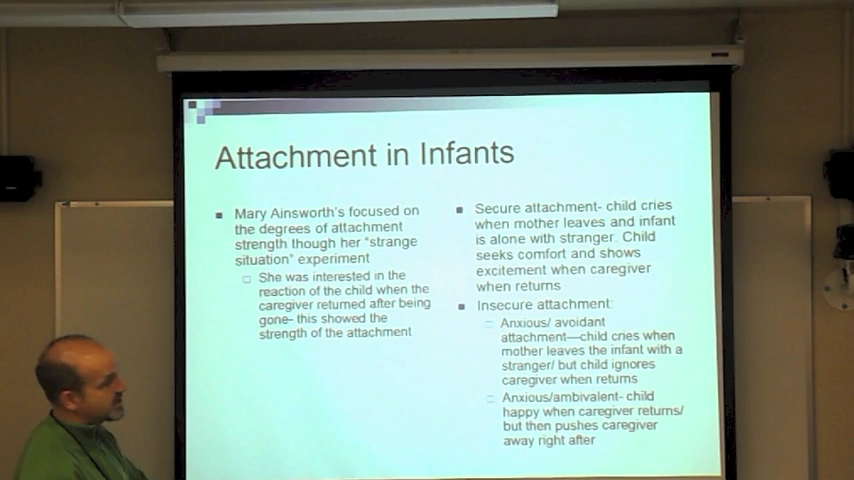 Attachment in Infants
Mary Ainsworth's focused on
the degrees of attachment
strength though her "strange
situation" experiment
She was interested in the
reaction of the child when the
caregiver returned after being
gone- this showed the
strength of the attachment
Secure attachment- child cries
when mother leaves and infant
is alone with stranger. Child
seeks comfort and shows
excitement when caregiver
when returns
Insecure attachment:
Anxious/ avoidant
attachment—child cries when
mother leaves the infant with a
stranger/ but child ignores
caregiver when returns
Anxious/ambivalent- child
happy when caregiver returns/
but then pushes caregiver
away right after